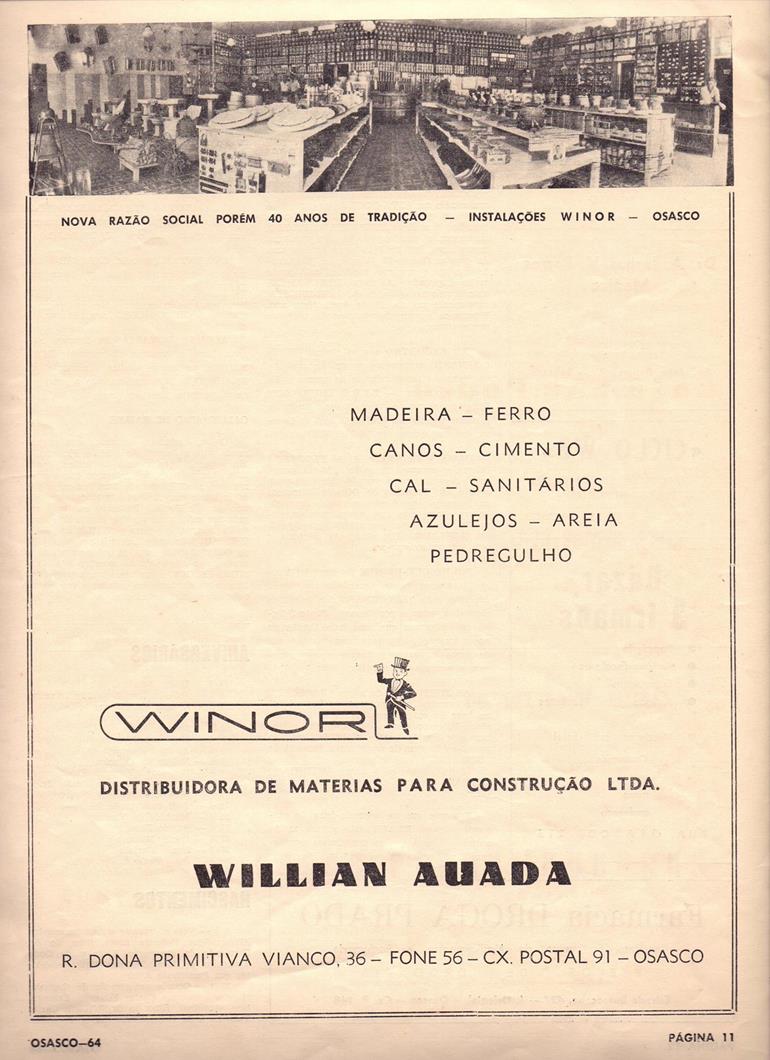 NOVA RAZÃO SOCIAL PORÉM 40 ANOS DE TRADIÇÃO — INSTALAÇÕES WINOR — OSASCO
MADEIRA – FERRO
CANOS – CIMENTO
CAL – SANITÁRIOS
AZULEJOS – AREIA
PEDREGULHO
WINOR
DISTRIBUIDORA DE MATERIAS PARA CONSTRUÇÃO LTDA.
WILLIAN AUADA
R. DONA PRIMITIVA VIANCO, 36 – FONE 56 – CX. POSTAL 91 – OSASCO
OSASCO—64
PÁGINA 11